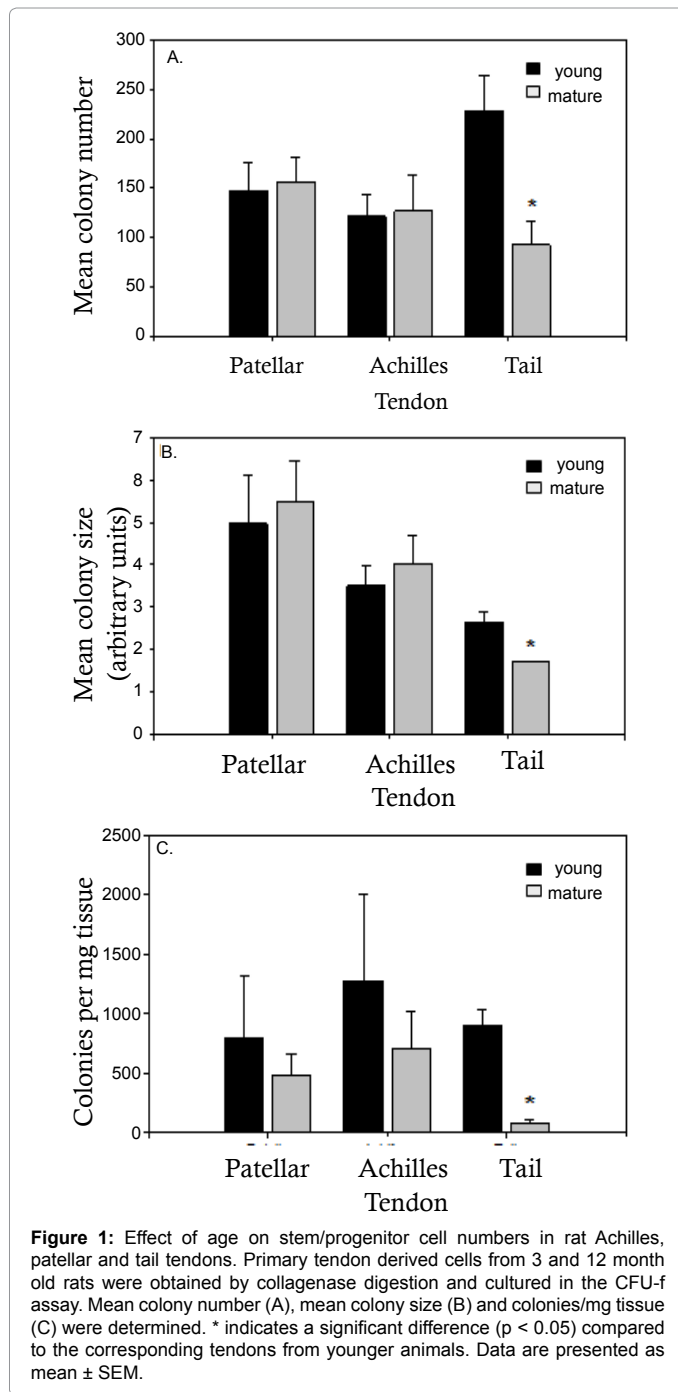 A.
Mean colony number
300
250
200
150
100
50
0
young
mature
*
Patellar Achilles Tail
Tendon
B.
Mean colony size
(arbitrary units)
7
8
5
4
3
2
1
0
young
mature
*
Patellar Achilles Tail
Tendon
C.
Colonies per mg tissue
2500
2000
1500
1000
500
0
young
mature
*
Patellar Achilles Tail
Tendon
Figure 1: Effect of age on stem/progenitor cell numbers in rat Achilles,
patellar and tail tendons. Primary tendon derived cells from 3 and 12 month
old rats were obtained by collagenase digestion and cultured in the CFU-f
assay. Mean colony number (A), mean colony size (B) and colonies/mg tissue
(C) were determined. * indicates a significant difference (p < 0.05) compared
to the corresponding tendons from younger animals. Data are presented as
mean ± SEM.